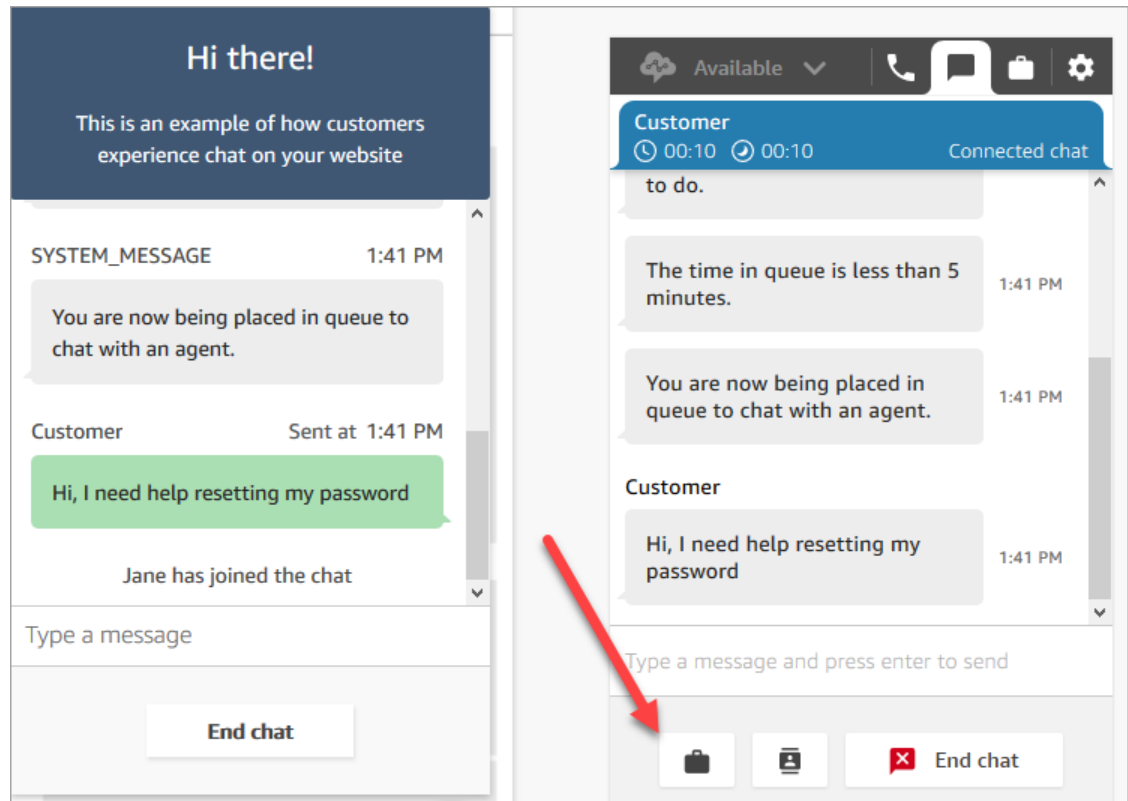 Hi there!
This is an example of how customers
experience chat on your website
SYSTEM_MESSAGE 1:41 PM
You are now being placed in queue to
chat with an agent.
Customer Sent at 1:41 PM
Hi, I need help resetting my password
Jane has joined the chat
Type a message
End chat
Available
Customer
00:10 00:10 Connected chat
to do.
The time in queue is less than 5
minutes.
1:41 PM
You are now being placed in
queue to chat with an agent.
1:41 PM
Customer
Hi, I need help resetting my
password
1:41 PM
Type a message and press enter to send
End chat